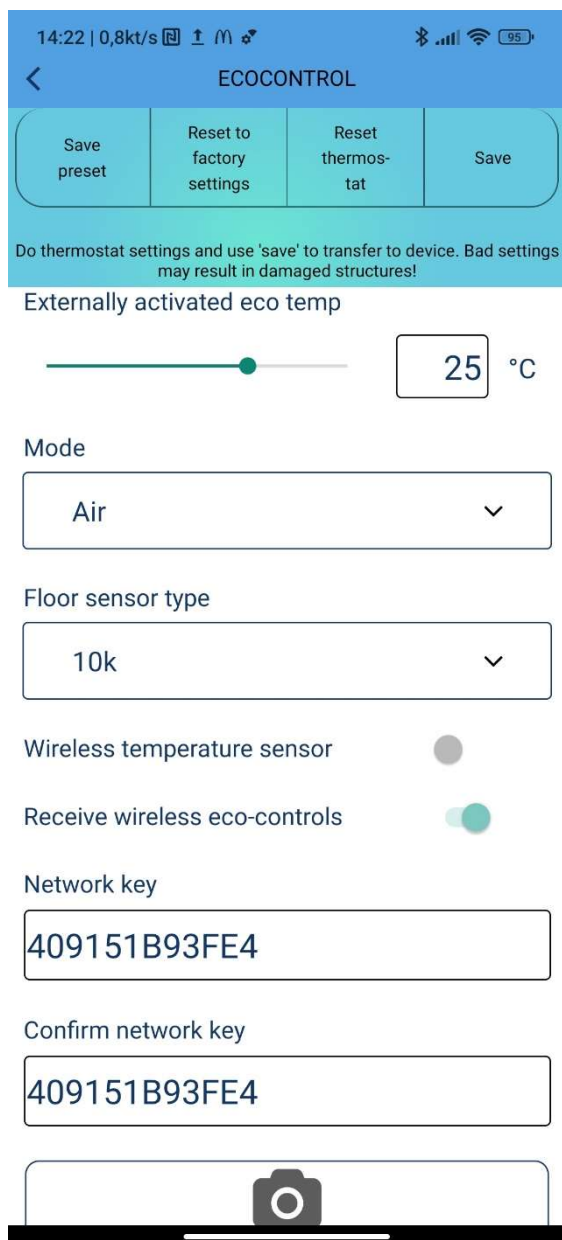 14:22 | 0,8kt/s
95
ECOCONTROL
Save
preset
Reset to
factory
settings
Reset
thermos-
tat
Save
Do thermostat settings and use 'save' to transfer to device. Bad settings
may result in damaged structures!
Externally activated eco temp
25 °C
Mode
Air
Floor sensor type
10k
Wireless temperature sensor
Receive wireless eco-controls
Network key
409151B93FE4
Confirm network key
409151B93FE4